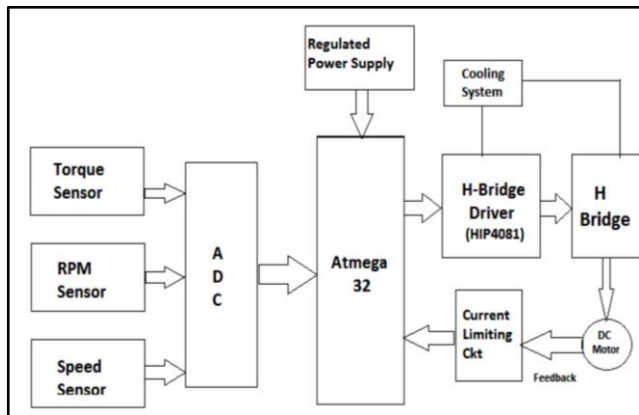 Regulated
Power Supply
Cooling
System
Torque
Sensor
RPM
Sensor
Speed
Sensor
A
D
C
Atmega
32
H-Bridge
Driver
(HIP4081)
H
Bridge
Current
Limiting
Ckt
DC
Motor
Feedback